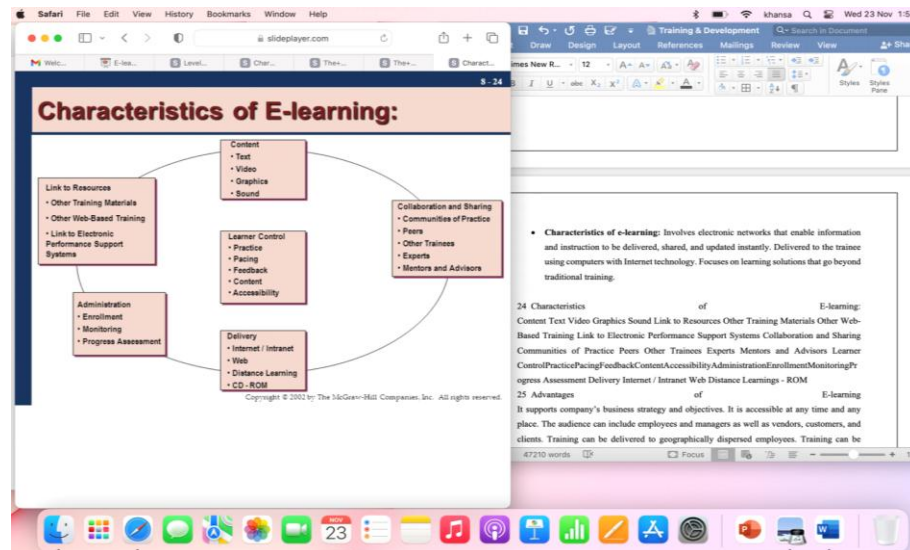 Safari File Edit View History Bookmarks Window Help
khansa Wed 23 Nov 1:5
slideplayer.com
Welc... E-lea... Level... Char... The+... The+... Charact...
8 - 24
Characteristics of E-learning:
Content
• Text
• Video
• Graphics
• Sound
Link to Resources
• Other Training Materials
• Other Web-Based Training
• Link to Electronic
Performance Support
Systems
Collaboration and Sharing
• Communities of Practice
• Peers
• Other Trainees
• Experts
• Mentors and Advisors
Learner Control
• Practice
• Pacing
• Feedback
• Content
• Accessibility
Administration
• Enrollment
• Monitoring
• Progress Assessment
Delivery
• Internet / Intranet
• Web
• Distance Learning
• CD - ROM
Copyright © 2002 by The McGraw-Hill Companies, Inc. All rights reserved.
Training & Development
Search in Document
Draw Design Layout References Mailings Review View Sha
imes New R... 12
Styles Styles
Pane
• Characteristics of e-learning: Involves electronic networks that enable information
and instruction to be delivered, shared, and updated instantly. Delivered to the trainee
using computers with Internet technology. Focuses on learning solutions that go beyond
traditional training.
24 Characteristics of E-learning:
Content Text Video Graphics Sound Link to Resources Other Training Materials Other Web-
Based Training Link to Electronic Performance Support Systems Collaboration and Sharing
Communities of Practice Peers Other Trainees Experts Mentors and Advisors Learner
ControlPracticePacingFeedbackContentAccessibilityAdministrationEnrollmentMonitoringPr
ogress Assessment Delivery Internet / Intranet Web Distance Learnings - ROM
25 Advantages of E-learning
It supports company's business strategy and objectives. It is accessible at any time and any
place. The audience can include employees and managers as well as vendors, customers, and
clients. Training can be delivered to geographically dispersed employees. Training can be
47210 words Focus
NOV
23